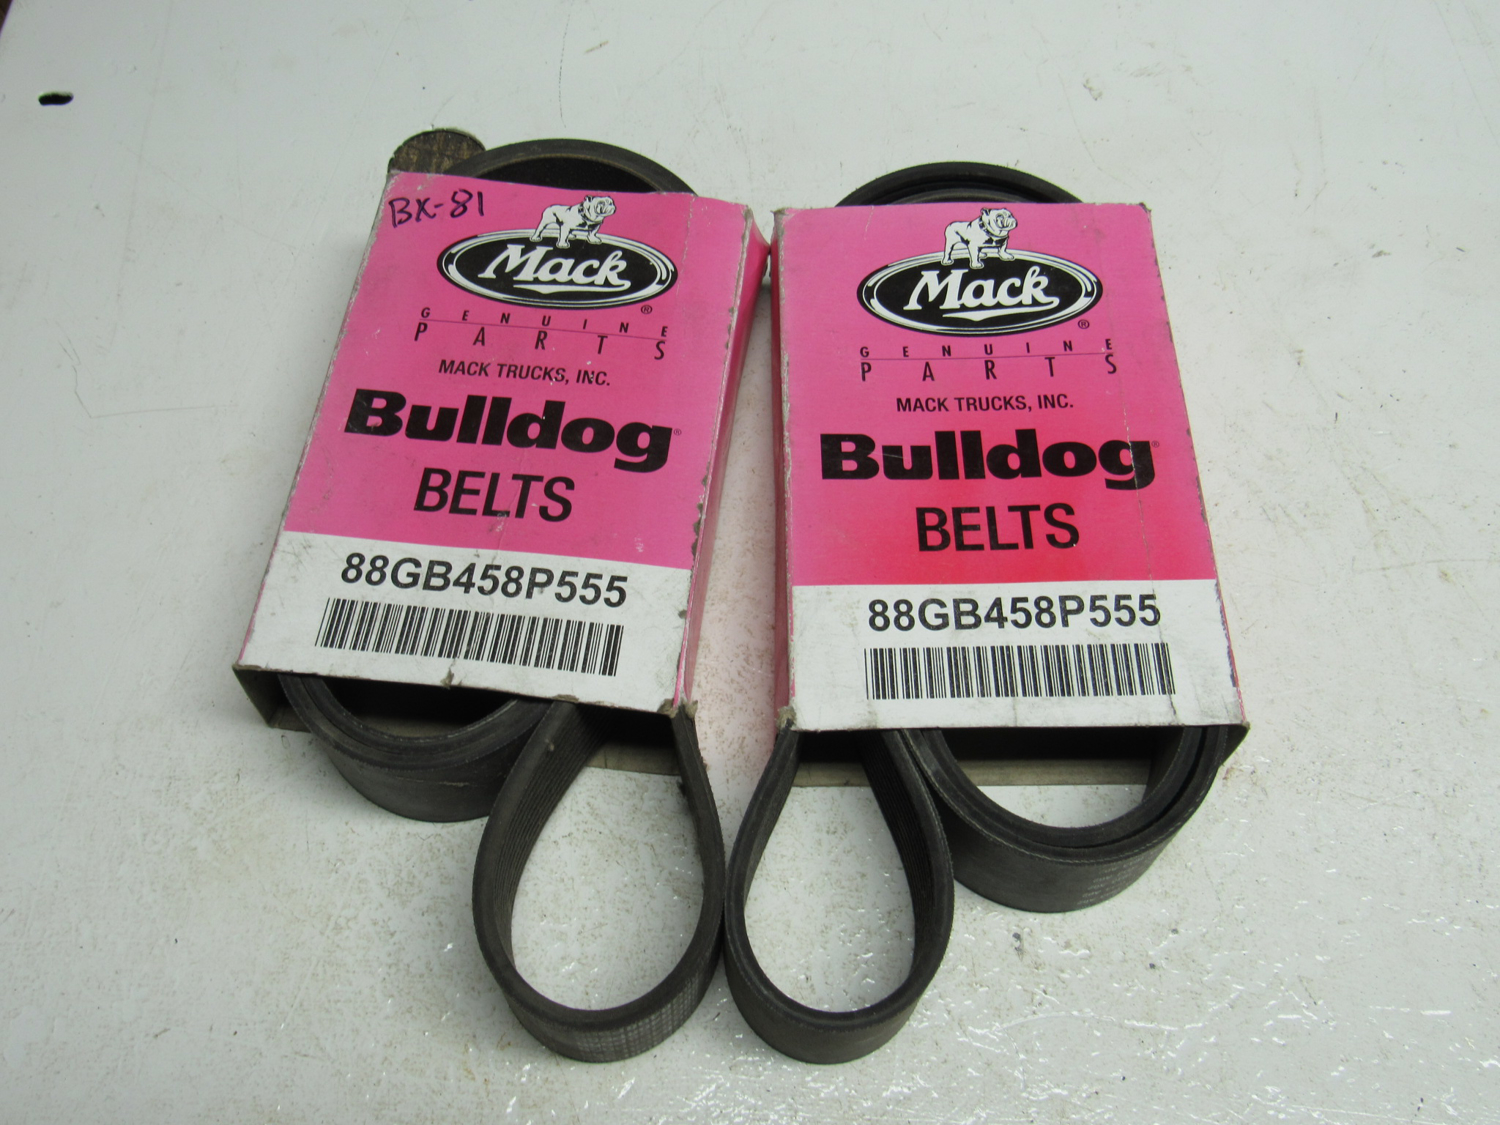 BX-81
Mack®
GENUINE
PARTS
MACK TRUCKS, INC.
Bulldog®
BELTS
88GB458P555
Mack®
GENUINE
PARTS
MACK TRUCKS, INC.
Bulldog®
BELTS
88GB458P555